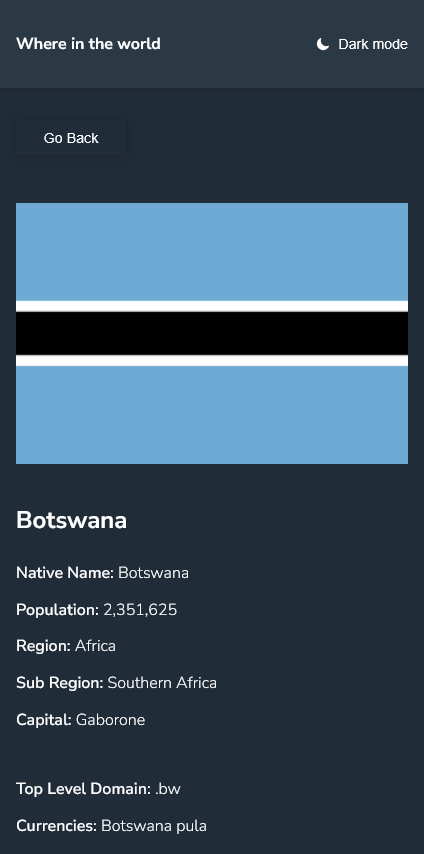 Where in the world
Dark mode
Go Back
Botswana
Native Name: Botswana
Population: 2,351,625
Region: Africa
Sub Region: Southern Africa
Capital: Gaborone
Top Level Domain: .bw
Currencies: Botswana pula